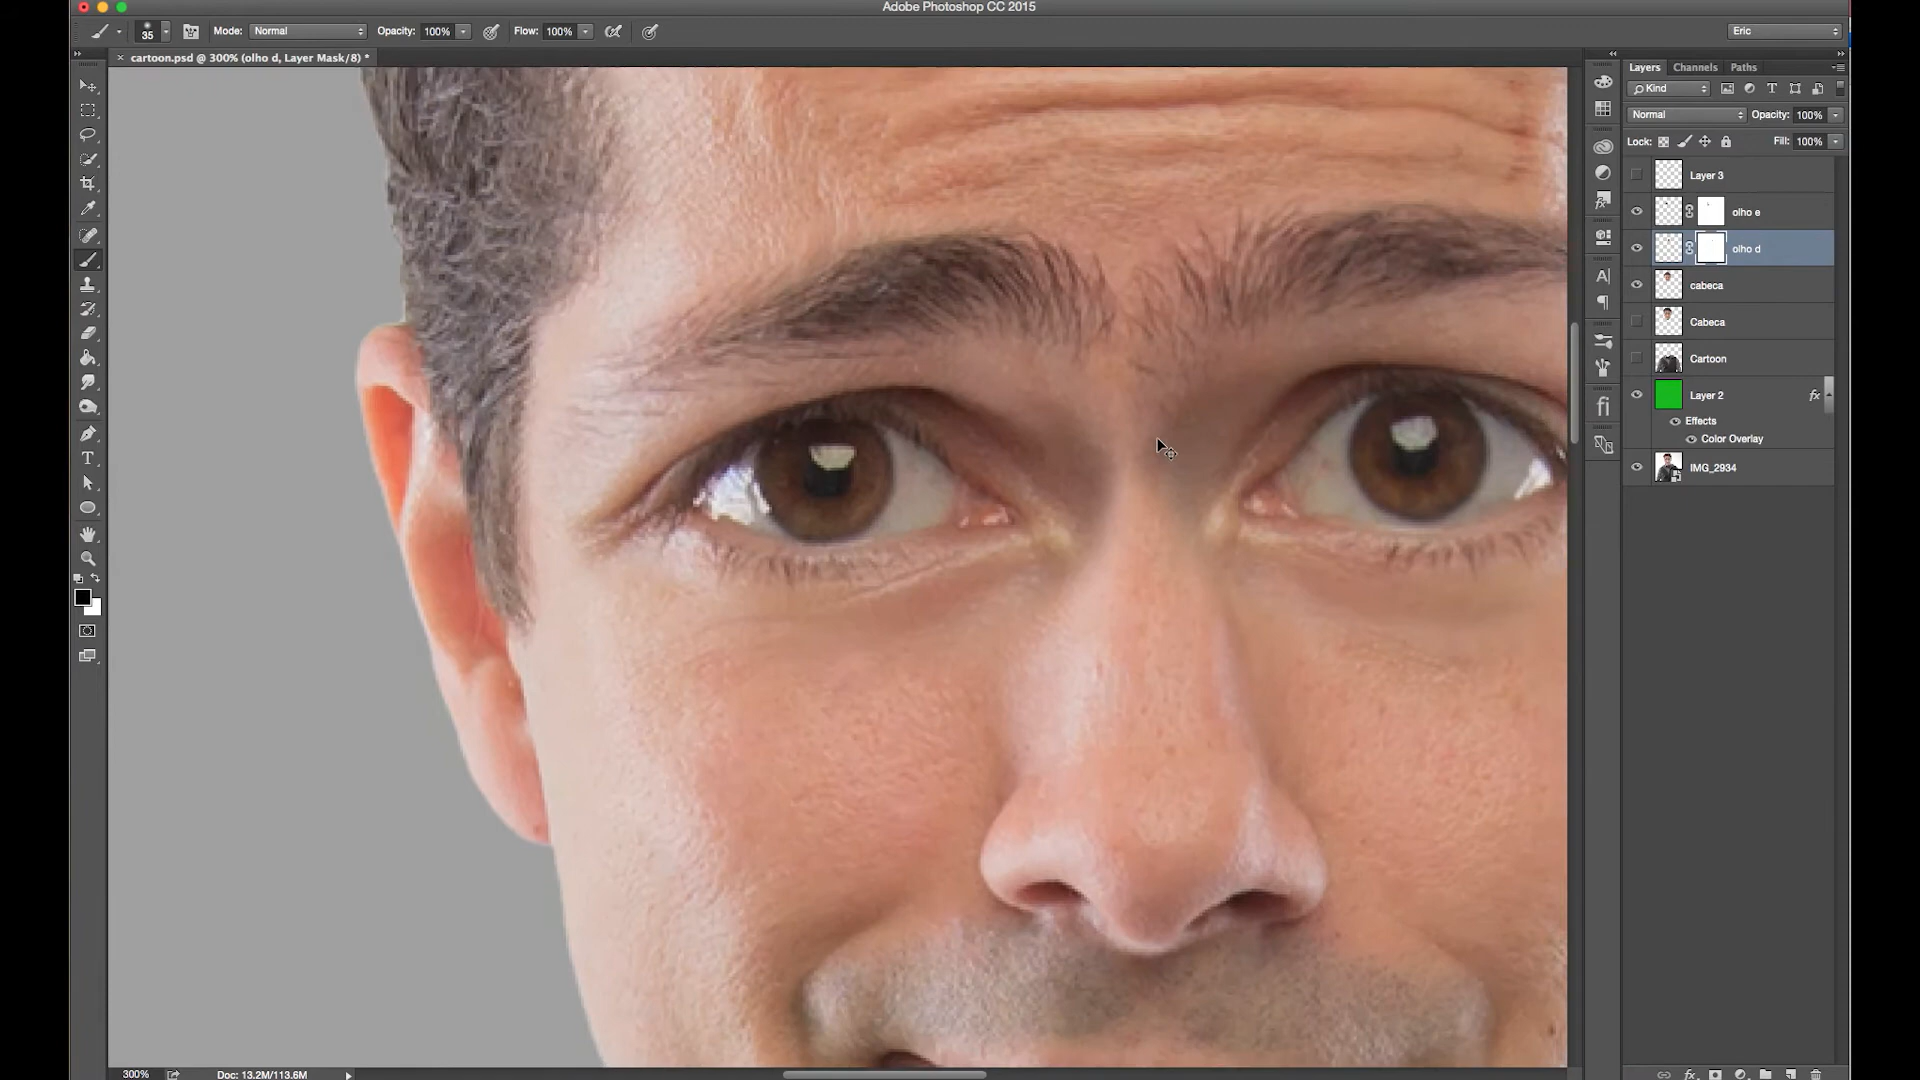 Adobe Photoshop CC 2015
35 Mode: Normal Opacity: 100% Flow: 100% Eric
× cartoon.psd @ 300% (olho d, Layer Mask/8) *
Layers Channels Paths
Kind
Normal Opacity: 100%
Lock: Fill: 100%
Layer 3
olho e
olho d
cabeca
Cabeca
Cartoon
Layer 2 fx
Effects
Color Overlay
IMG_2934
300% Doc: 13.2M/113.6M